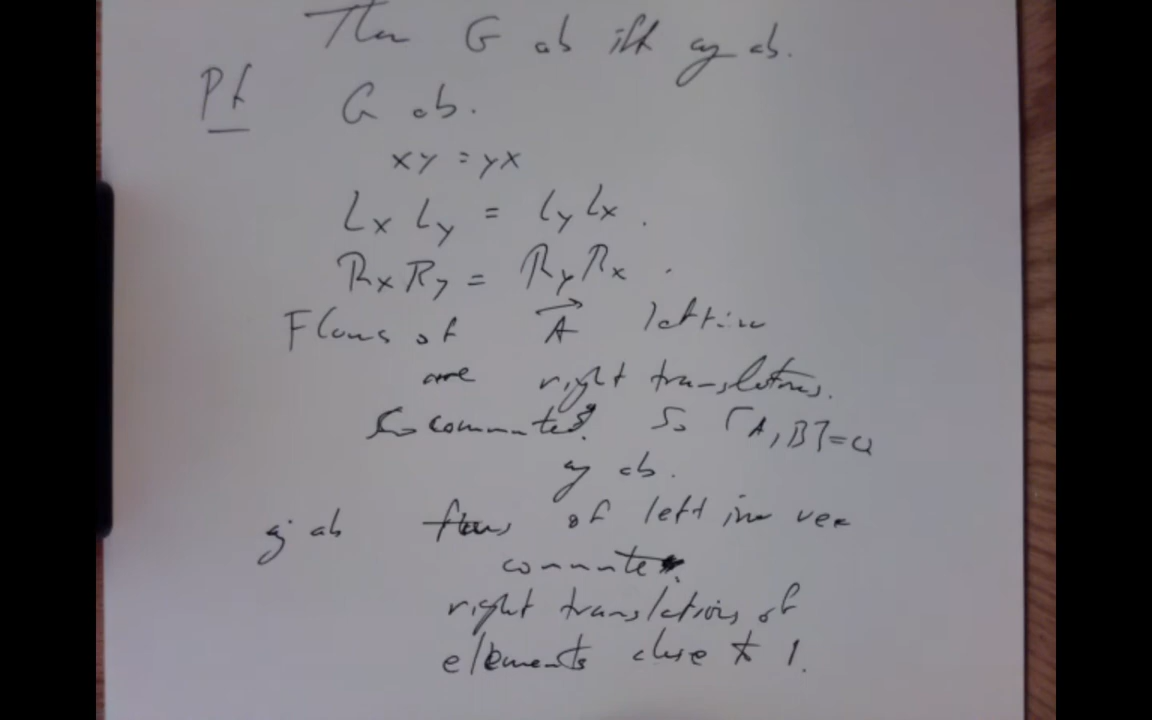 Then G ab iff g ab.
Pf G ab.
xy = yx
Lx Ly = Ly Lx.
Rx Ry = Ry Rx.
Flows of A⃗ left inv
are right translations.
So commutes. So [A, B] = 0
g ab.
g ab flows of left inv vec
commute.
right translations of
elements close to 1.